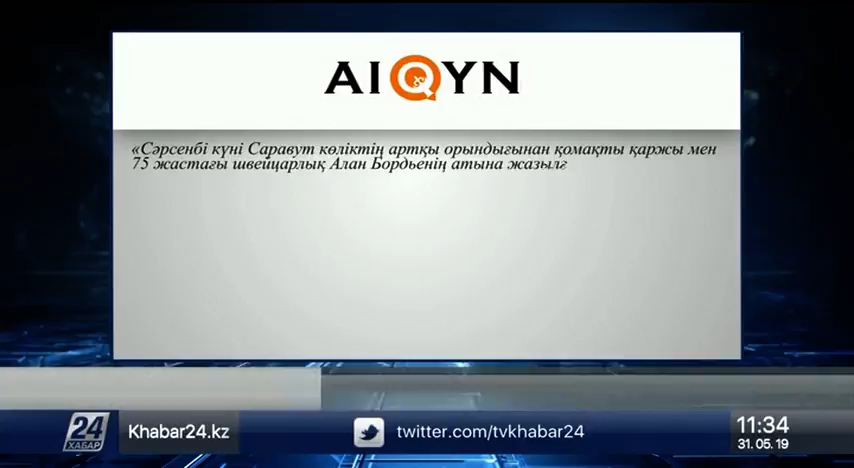 AIQYN
«Сәрсенбі күні Саравут көліктің артқы орындығынан қомақты қаржы мен
75 жастағы швейцарлық Алан Бордьенің атына жазылғ
24
ХАБАР
Khabar24.kz
twitter.com/tvkhabar24
11:34
31.05.19